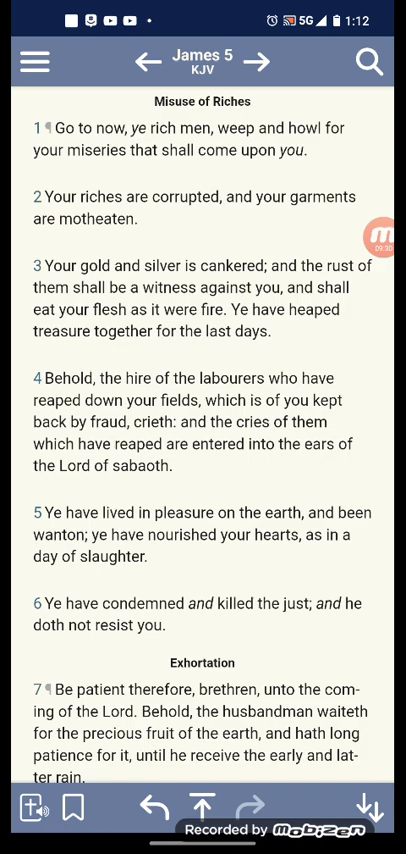 5G 1:12
James 5
KJV
Misuse of Riches
1 ¶ Go to now, ye rich men, weep and howl for
your miseries that shall come upon you.
2 Your riches are corrupted, and your garments
are motheaten.
3 Your gold and silver is cankered; and the rust of
them shall be a witness against you, and shall
eat your flesh as it were fire. Ye have heaped
treasure together for the last days.
09:30
4 Behold, the hire of the labourers who have
reaped down your fields, which is of you kept
back by fraud, crieth: and the cries of them
which have reaped are entered into the ears of
the Lord of sabaoth.
5 Ye have lived in pleasure on the earth, and been
wanton; ye have nourished your hearts, as in a
day of slaughter.
6 Ye have condemned and killed the just; and he
doth not resist you.
Exhortation
7 ¶ Be patient therefore, brethren, unto the com-
ing of the Lord. Behold, the husbandman waiteth
for the precious fruit of the earth, and hath long
patience for it, until he receive the early and lat-
ter rain.
Recorded by mobizen